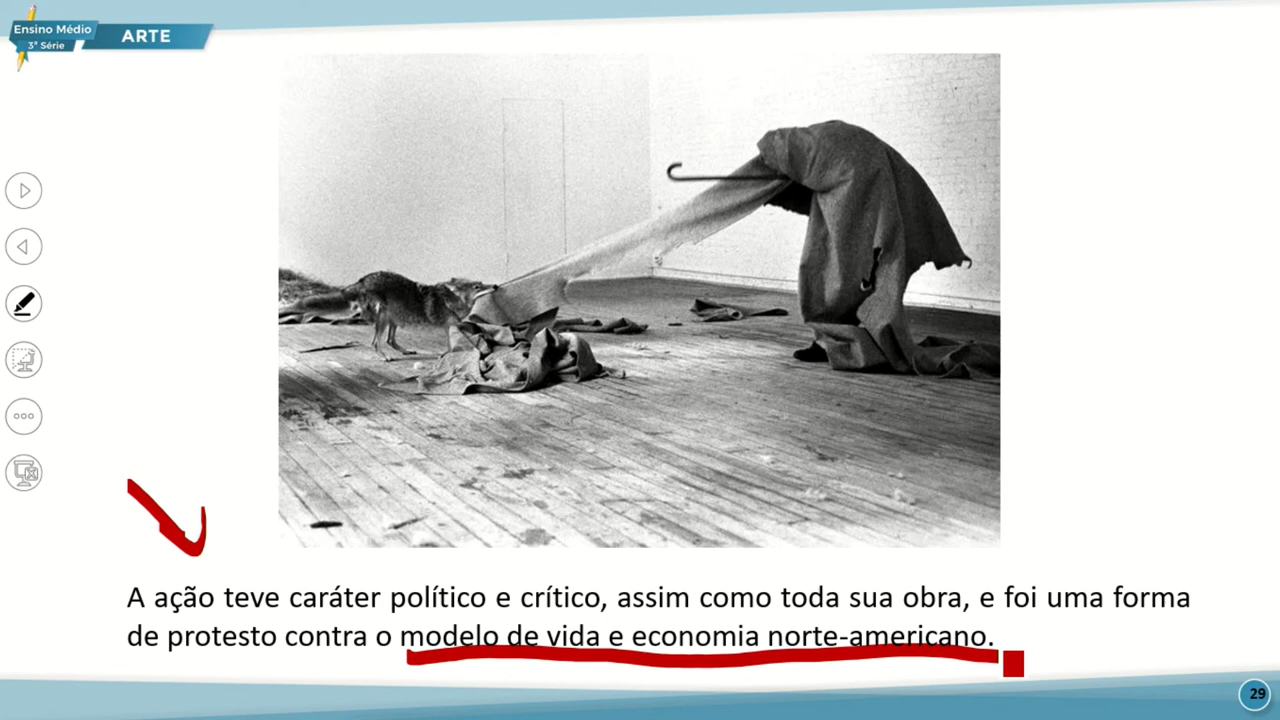 Ensino Médio
3ª Série
ARTE
A ação teve caráter político e crítico, assim como toda sua obra, e foi uma forma
de protesto contra o modelo de vida e economia norte-americano.
29